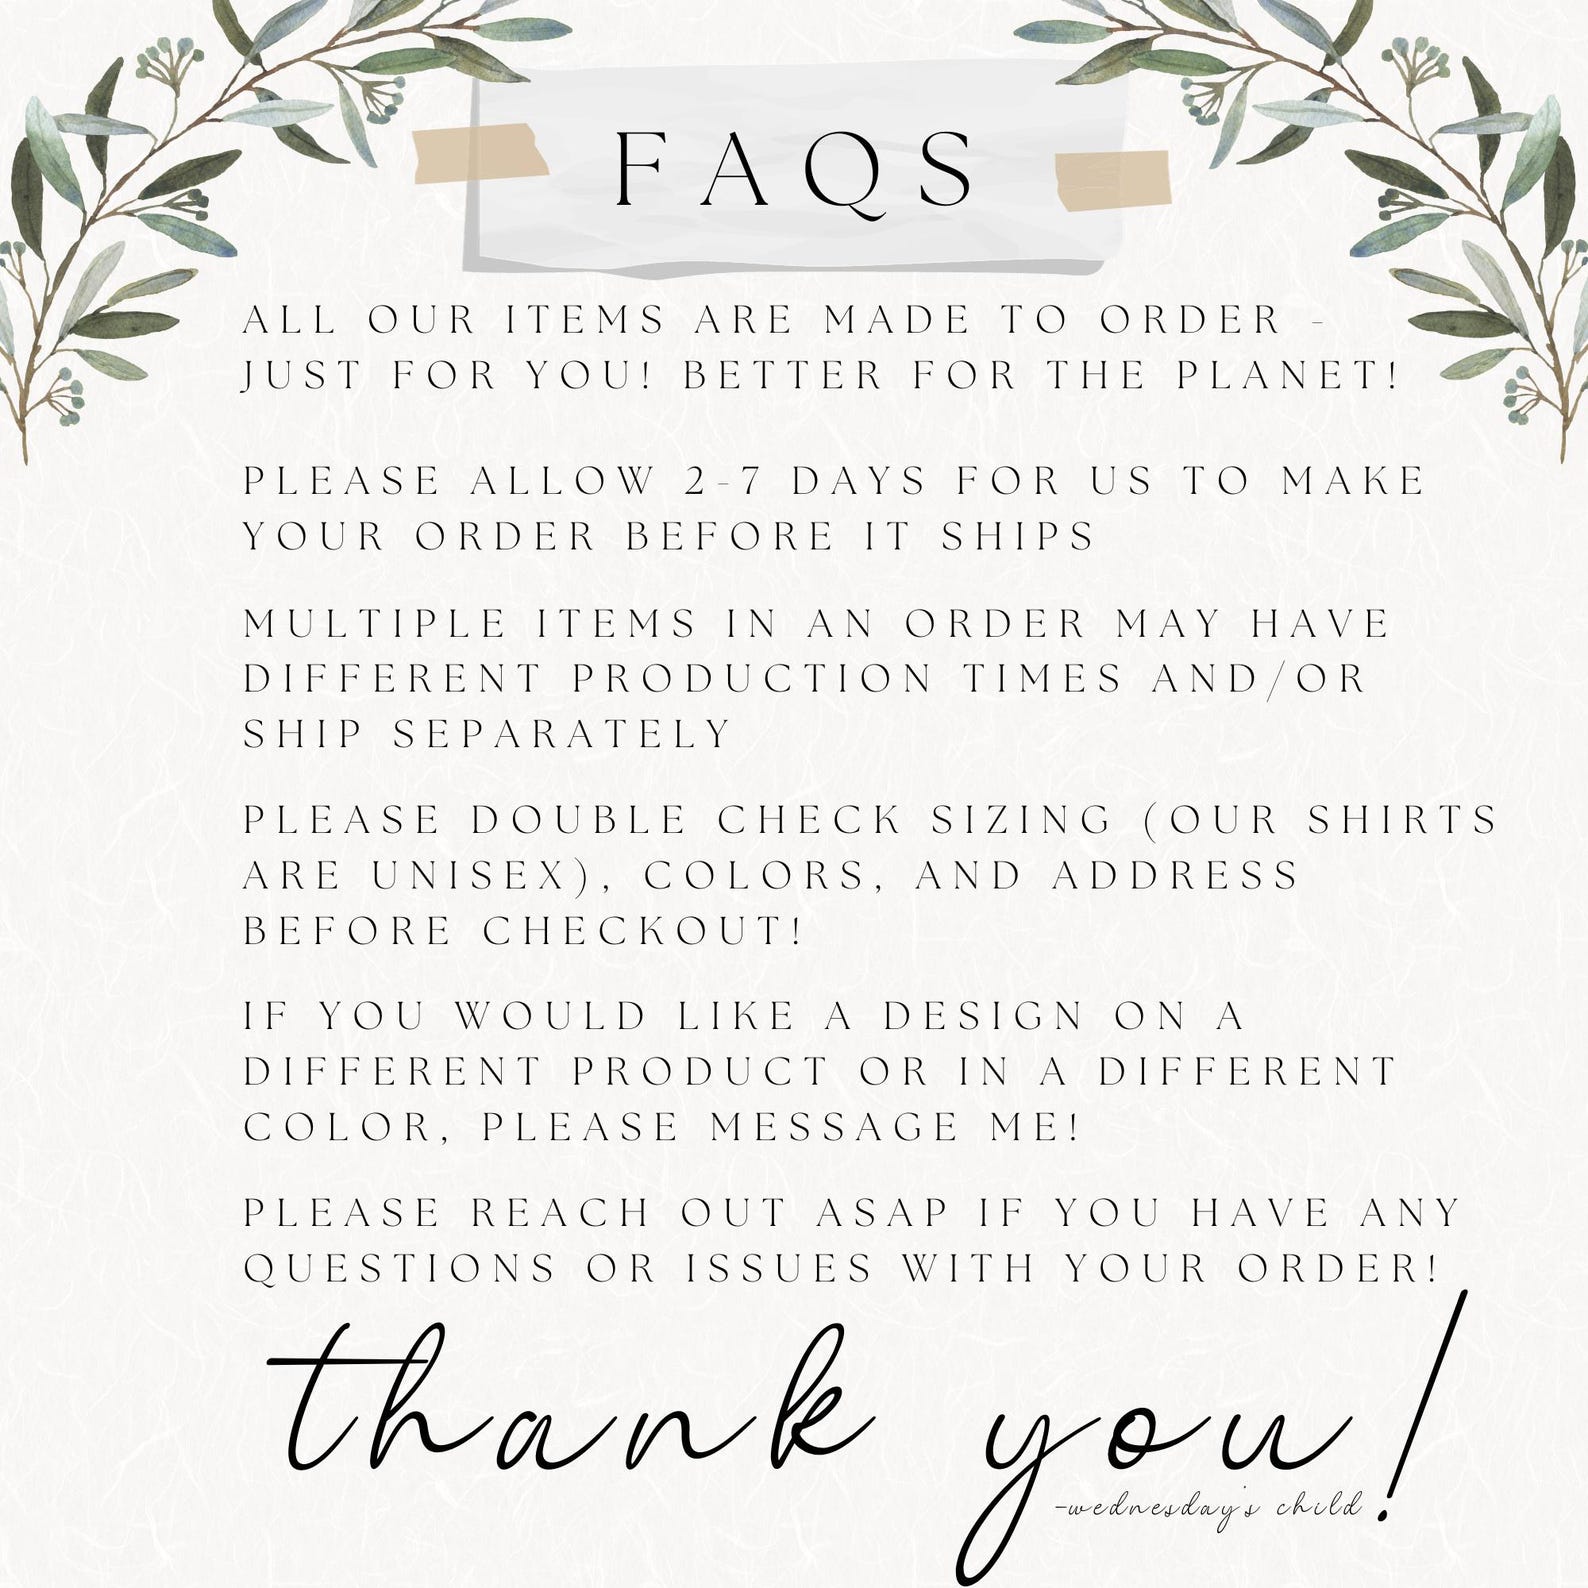 FAQS
ALL OUR ITEMS ARE MADE TO ORDER -
JUST FOR YOU! BETTER FOR THE PLANET!
PLEASE ALLOW 2-7 DAYS FOR US TO MAKE
YOUR ORDER BEFORE IT SHIPS
MULTIPLE ITEMS IN AN ORDER MAY HAVE
DIFFERENT PRODUCTION TIMES AND/OR
SHIP SEPARATELY
PLEASE DOUBLE CHECK SIZING (OUR SHIRTS
ARE UNISEX), COLORS, AND ADDRESS
BEFORE CHECKOUT!
IF YOU WOULD LIKE A DESIGN ON A
DIFFERENT PRODUCT OR IN A DIFFERENT
COLOR, PLEASE MESSAGE ME!
PLEASE REACH OUT ASAP IF YOU HAVE ANY
QUESTIONS OR ISSUES WITH YOUR ORDER!
thank you!
-wednesday's child